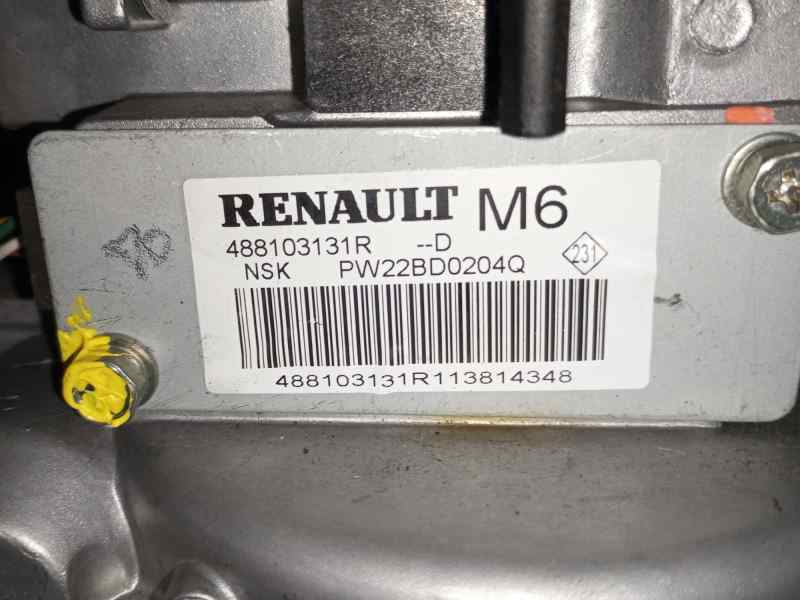 RENAULT M6
488103131R --D
NSK PW22BD0204Q 231
488103131R113814348